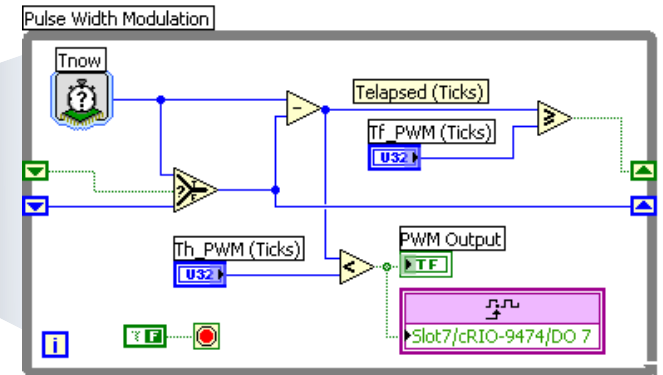 Pulse Width Modulation
Tnow
?
Telapsed (Ticks)
-
≥
Tf_PWM (Ticks)
U32
?
Th_PWM (Ticks)
U32
<
PWM Output
TF
Slot7/cRIO-9474/DO 7
i
F